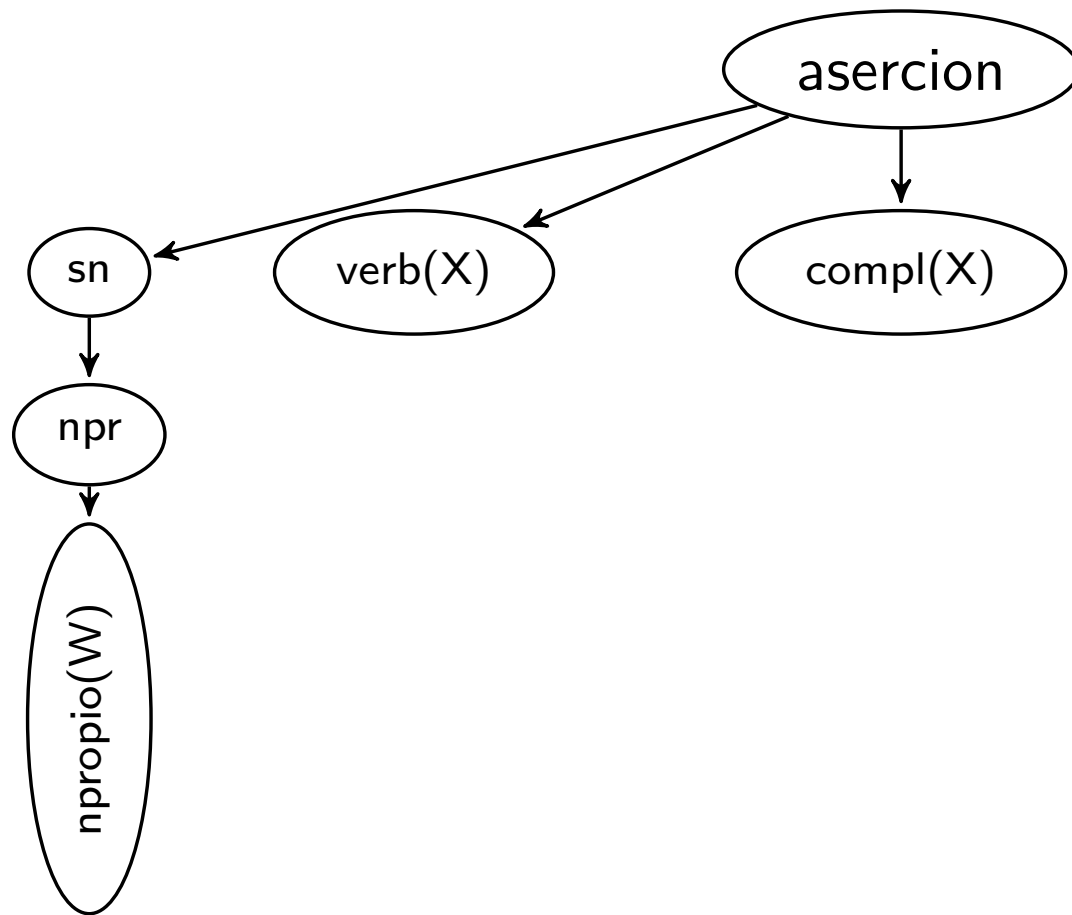 asercion
sn
verb(X)
compl(X)
npr
npropio(W)